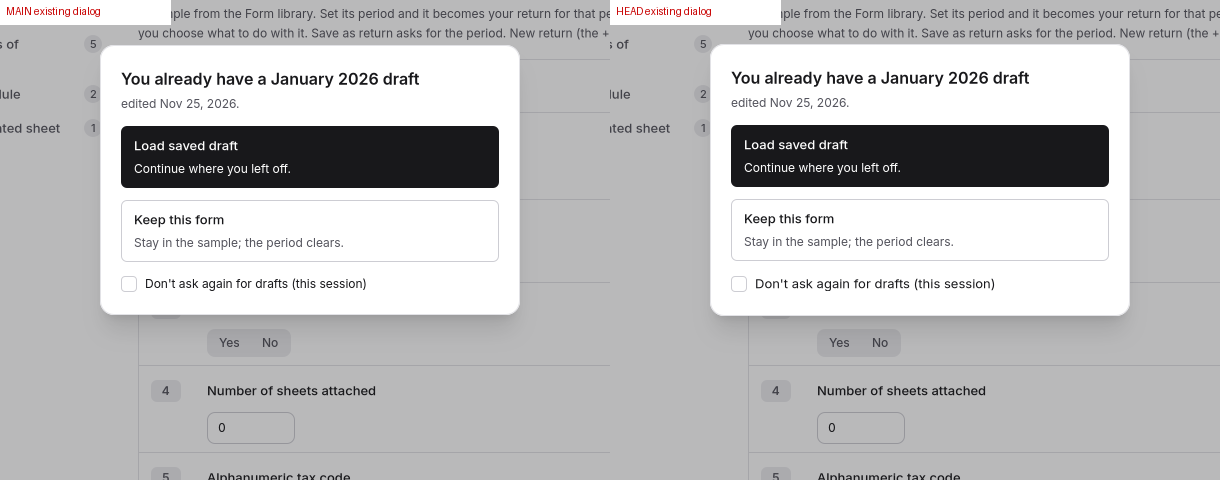 MAIN existing dialog
ple from the Form library. Set its period and it becomes your return for that pe
you choose what to do with it. Save as return asks for the period. New return (the +
s of
5
2
ated sheet
1
You already have a January 2026 draft
edited Nov 25, 2026.
Load saved draft
Continue where you left off.
Keep this form
Stay in the sample; the period clears.
Don't ask again for drafts (this session)
Yes No
4 Number of sheets attached
0
5 Alphanumeric tax code
HEAD existing dialog
ple from the Form library. Set its period and it becomes your return for that pe
you choose what to do with it. Save as return asks for the period. New return (the +
s of
5
lule
2
ated sheet
1
You already have a January 2026 draft
edited Nov 25, 2026.
Load saved draft
Continue where you left off.
Keep this form
Stay in the sample; the period clears.
Don't ask again for drafts (this session)
Yes No
4 Number of sheets attached
0
5 Alphanumeric tax code